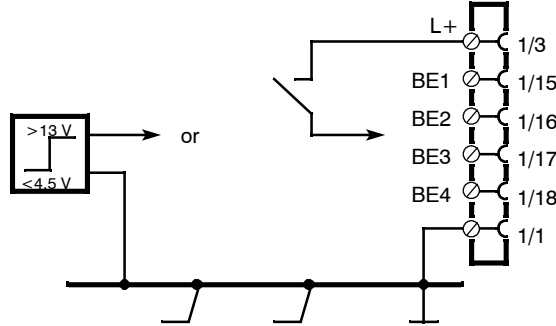 L+
1/3
BE1
1/15
>13 V
or
BE2
1/16
BE3
1/17
<4.5 V
BE4
1/18
1/1